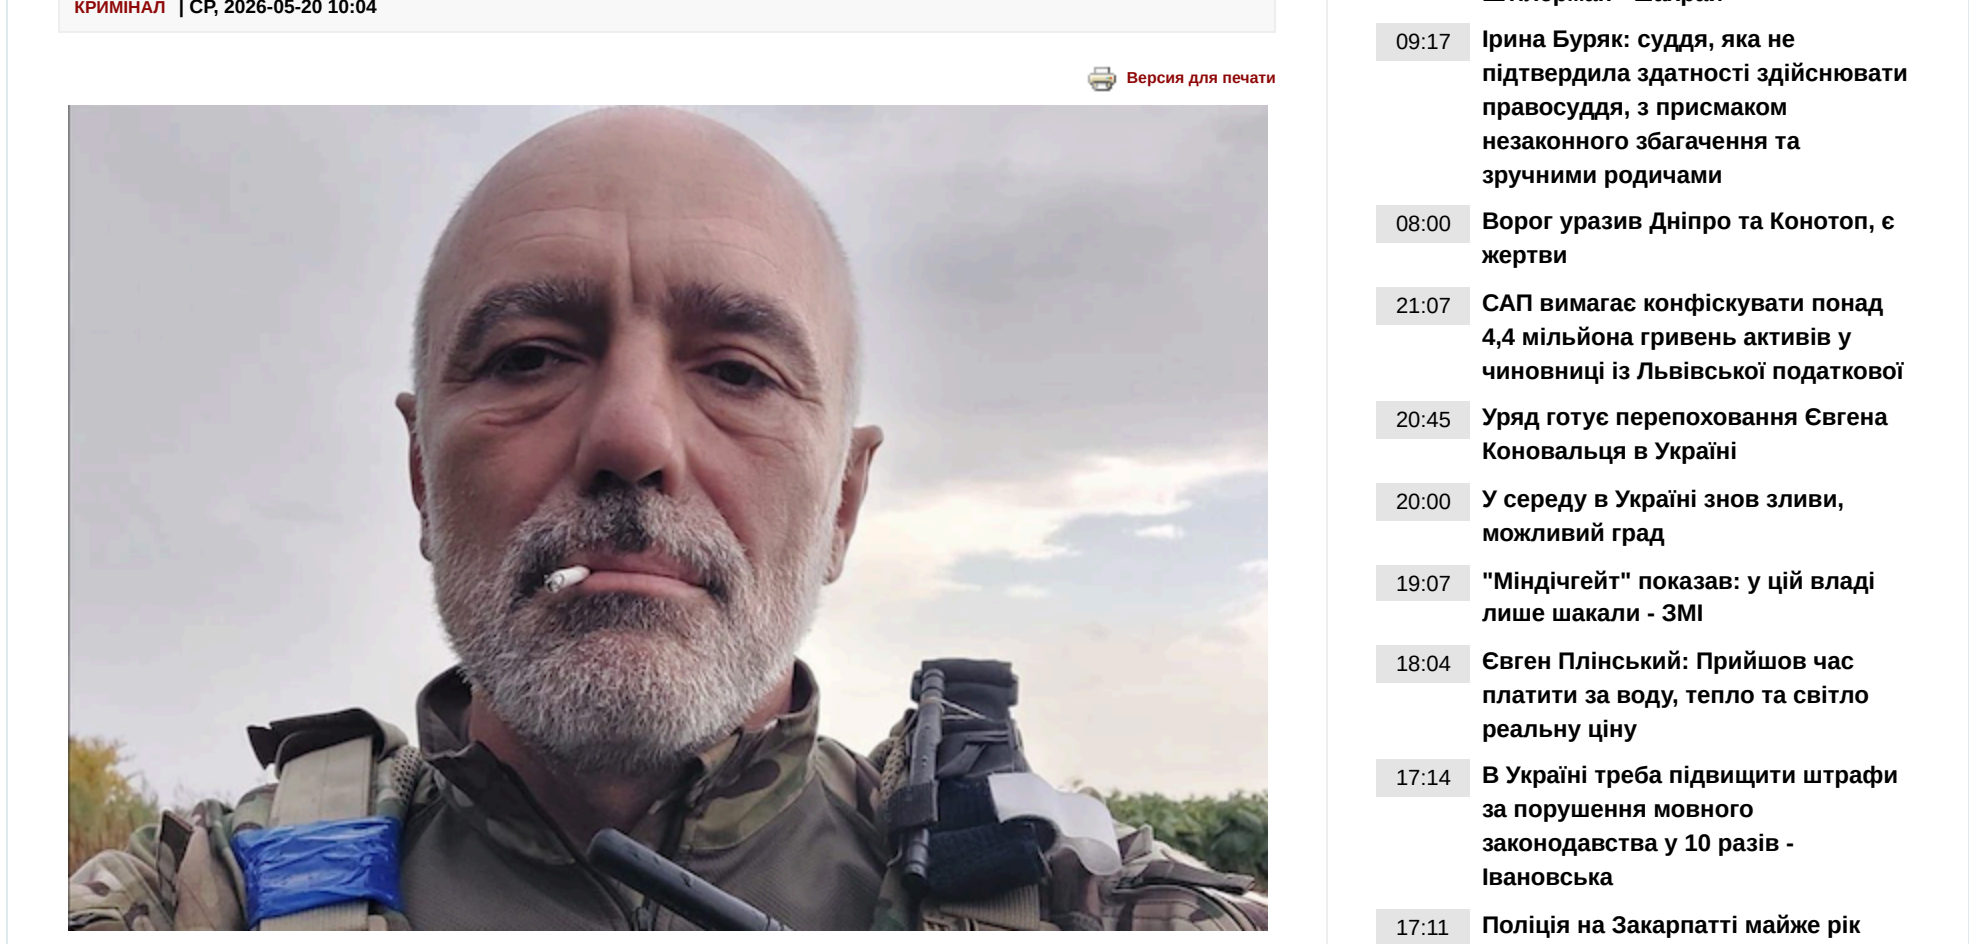 КРИМІНАЛ | СР, 2026-05-20 10:04
Версия для печати
09:17 Ірина Буряк: суддя, яка не
підтвердила здатності здійснювати
правосуддя, з присмаком
незаконного збагачення та
зручними родичами
08:00 Ворог уразив Дніпро та Конотоп, є
жертви
21:07 САП вимагає конфіскувати понад
4,4 мільйона гривень активів у
чиновниці із Львівської податкової
20:45 Уряд готує перепоховання Євгена
Коновальця в Україні
20:00 У середу в Україні знов зливи,
можливий град
19:07 "Міндічгейт" показав: у цій владі
лише шакали - ЗМІ
18:04 Євген Плінський: Прийшов час
платити за воду, тепло та світло
реальну ціну
17:14 В Україні треба підвищити штрафи
за порушення мовного
законодавства у 10 разів -
Івановська
17:11 Поліція на Закарпатті майже рік